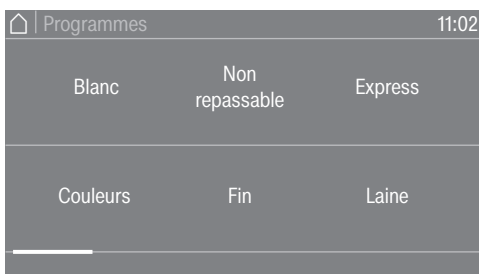 Programmes 11:02
Blanc
Non
repassable
Express
Couleurs Fin Laine